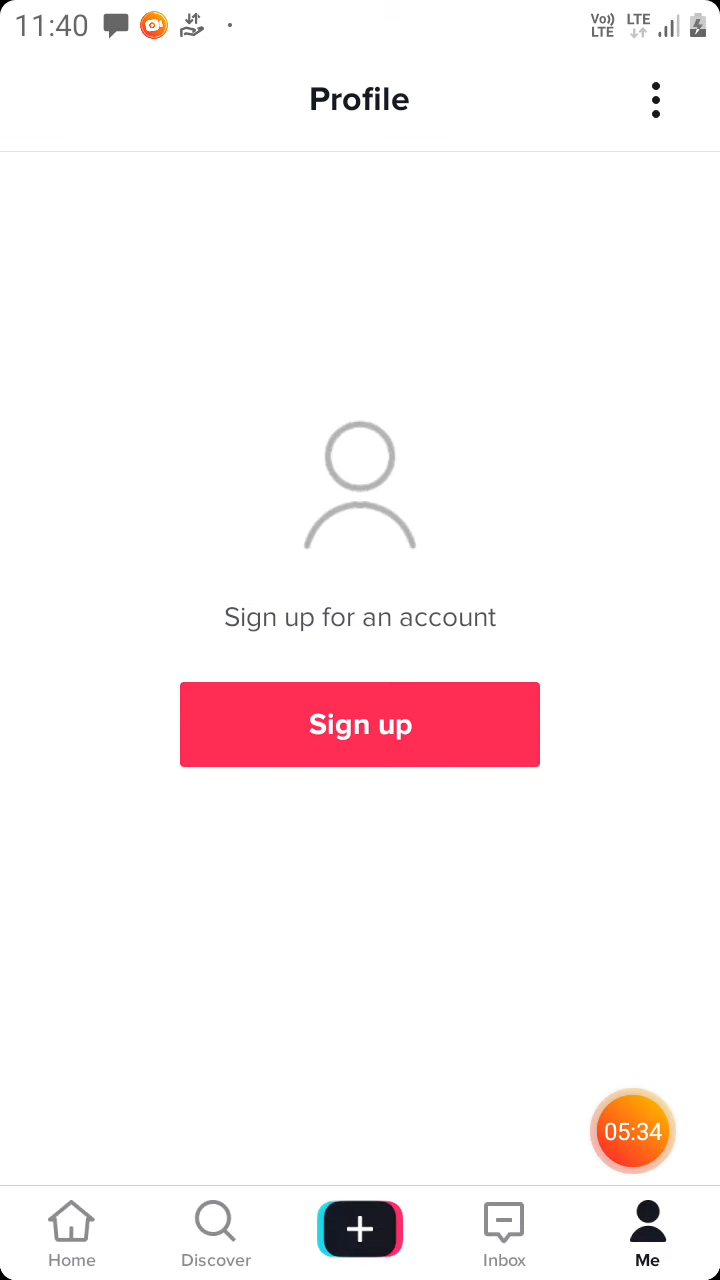 11:40
Vo)) LTE
LTE
Profile
Sign up for an account
Sign up
05:34
Home
Discover
Inbox
Me